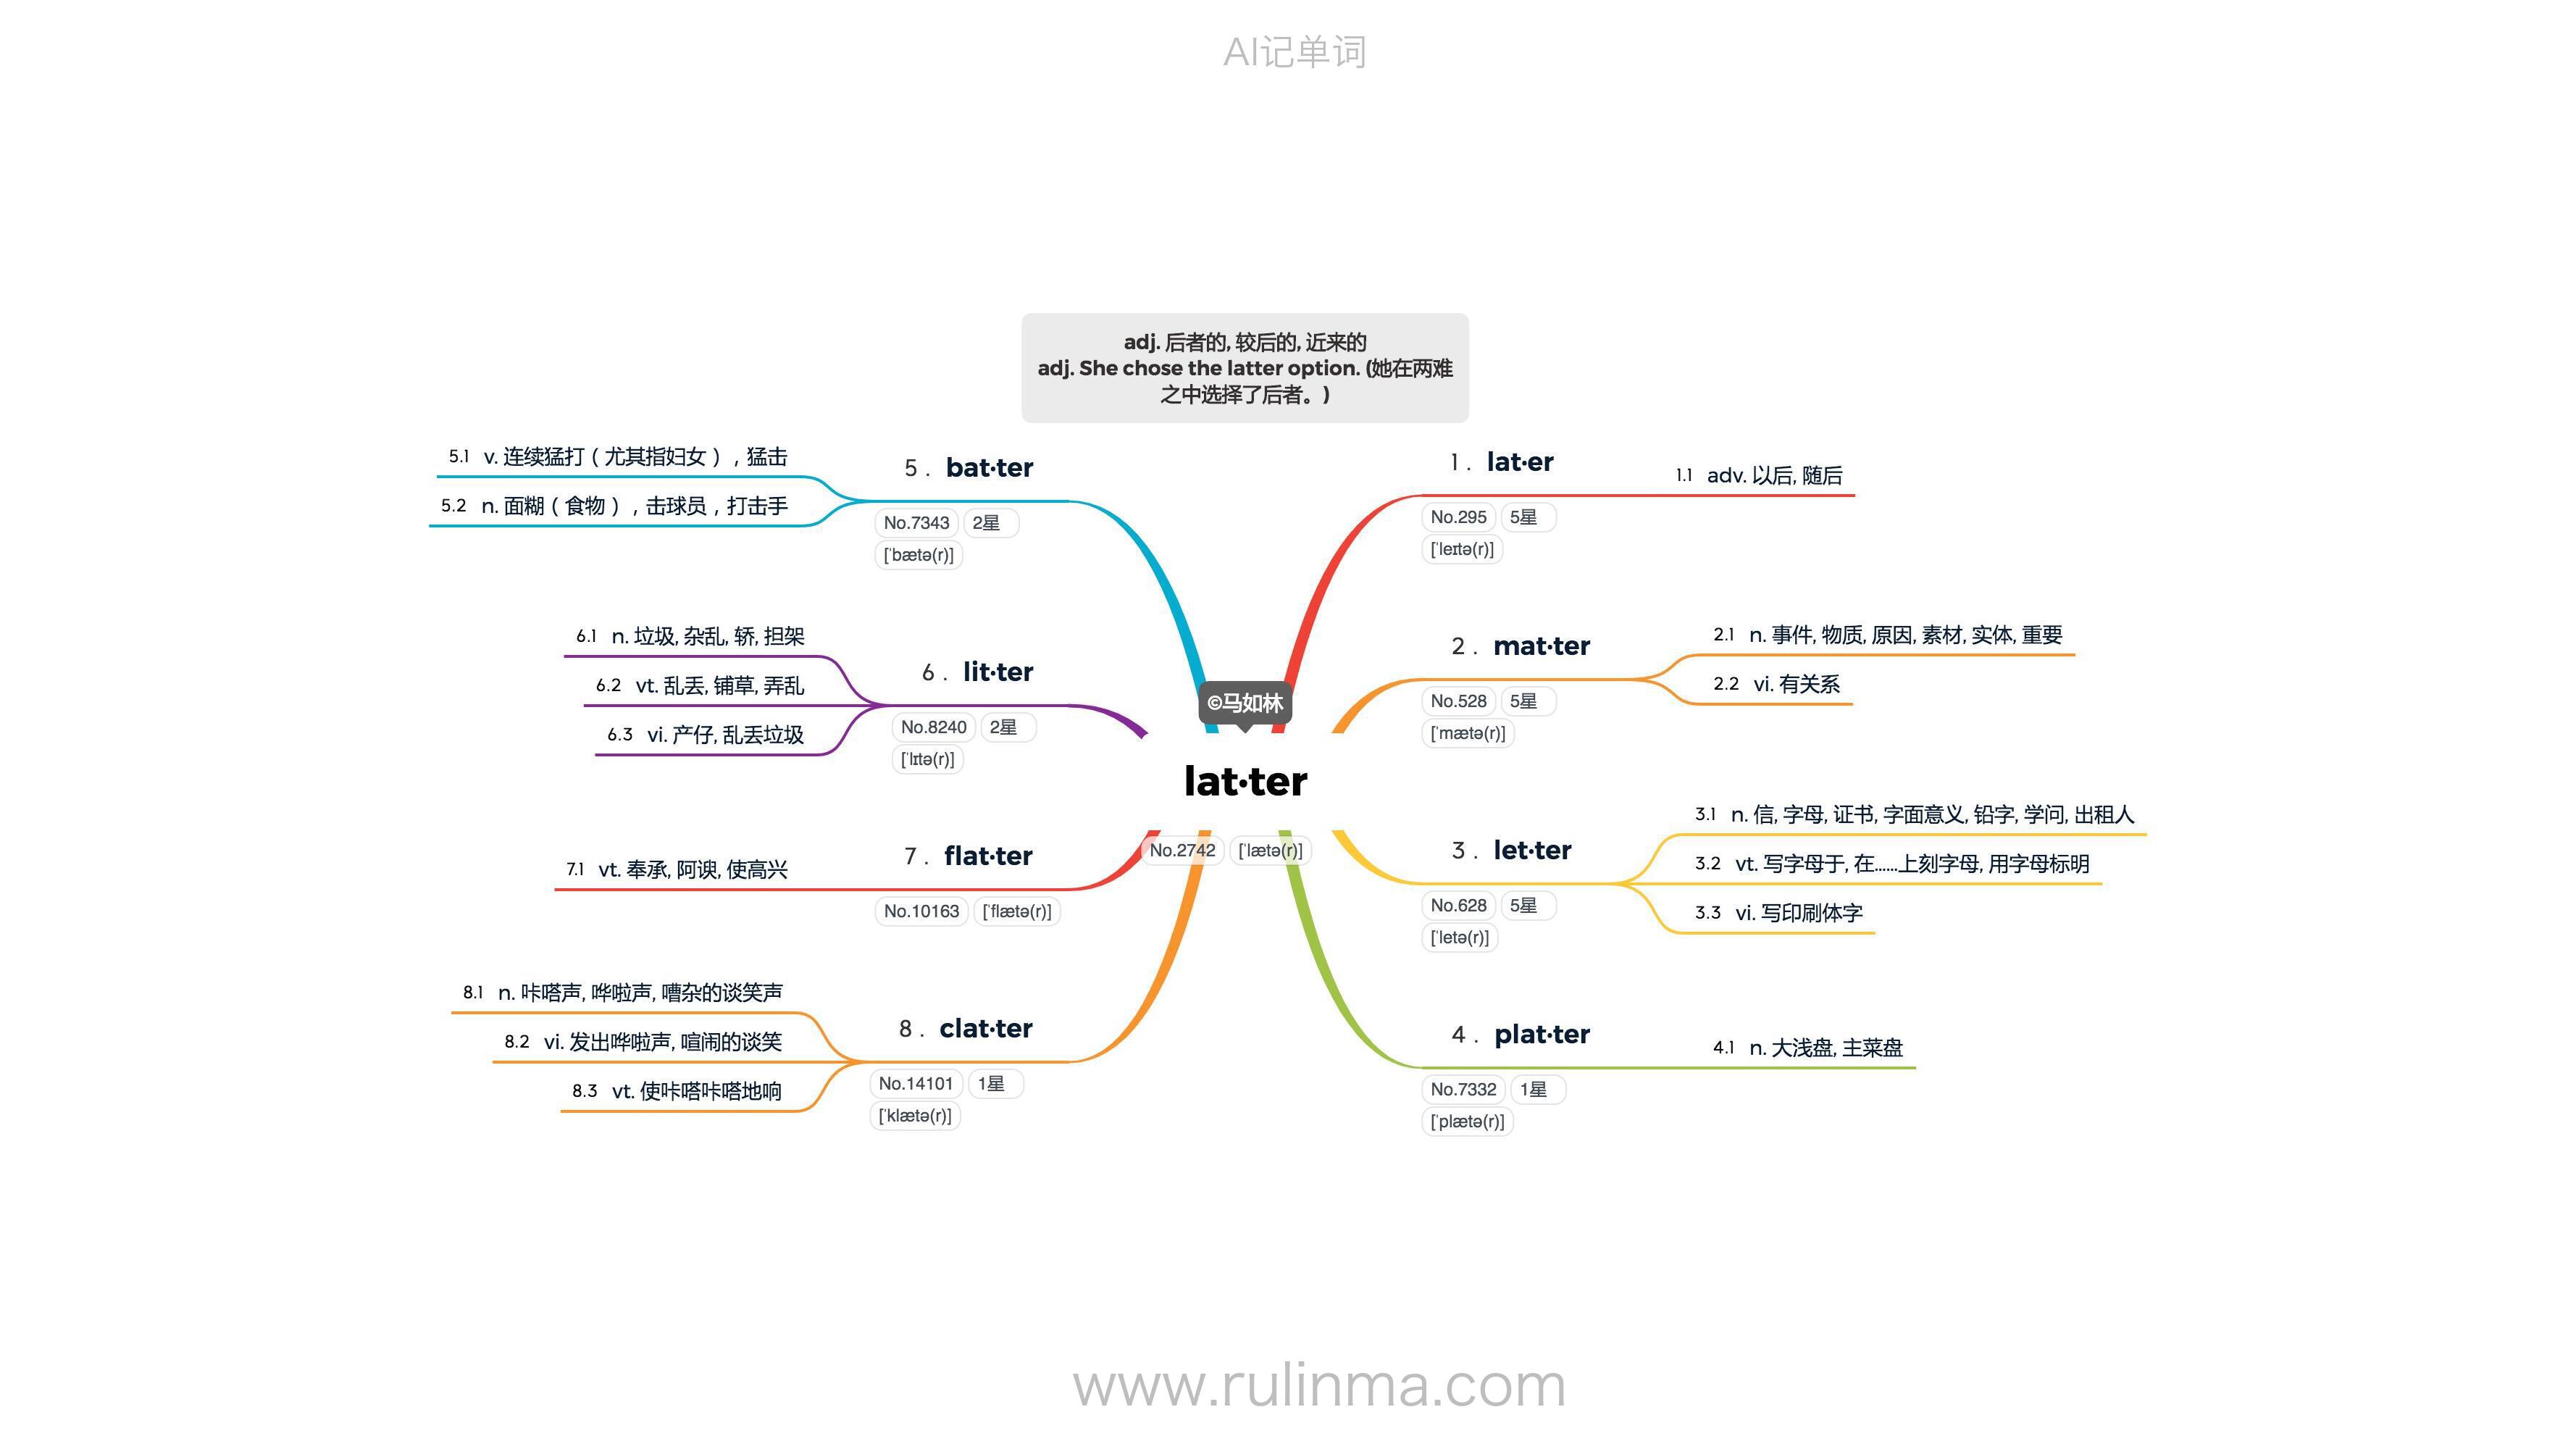 AI记单词
adj. 后者的, 较后的, 近来的
adj. She chose the latter option. (她在两难
之中选择了后者。)
©马如林
lat·ter
No.2742 ['lætə(r)]
1. lat·er
No.295 5星
['leɪtə(r)]
1.1 adv. 以后, 随后
2. mat·ter
No.528 5星
['mætə(r)]
2.1 n. 事件, 物质, 原因, 素材, 实体, 重要
2.2 vi. 有关系
3. let·ter
No.628 5星
['letə(r)]
3.1 n. 信, 字母, 证书, 字面意义, 铅字, 学问, 出租人
3.2 vt. 写字母于, 在……上刻字母, 用字母标明
3.3 vi. 写印刷体字
4. plat·ter
No.7332 1星
['plætə(r)]
4.1 n. 大浅盘, 主菜盘
5. bat·ter
No.7343 2星
['bætə(r)]
5.1 v. 连续猛打（尤其指妇女），猛击
5.2 n. 面糊（食物），击球员，打击手
6. lit·ter
No.8240 2星
['lɪtə(r)]
6.1 n. 垃圾, 杂乱, 轿, 担架
6.2 vt. 乱丢, 铺草, 弄乱
6.3 vi. 产仔, 乱丢垃圾
7. flat·ter
No.10163 ['flætə(r)]
7.1 vt. 奉承, 阿谀, 使高兴
8. clat·ter
No.14101 1星
['klætə(r)]
8.1 n. 咔嗒声, 哗啦声, 嘈杂的谈笑声
8.2 vi. 发出哗啦声, 喧闹的谈笑
8.3 vt. 使咔嗒咔嗒地响
www.rulinma.com